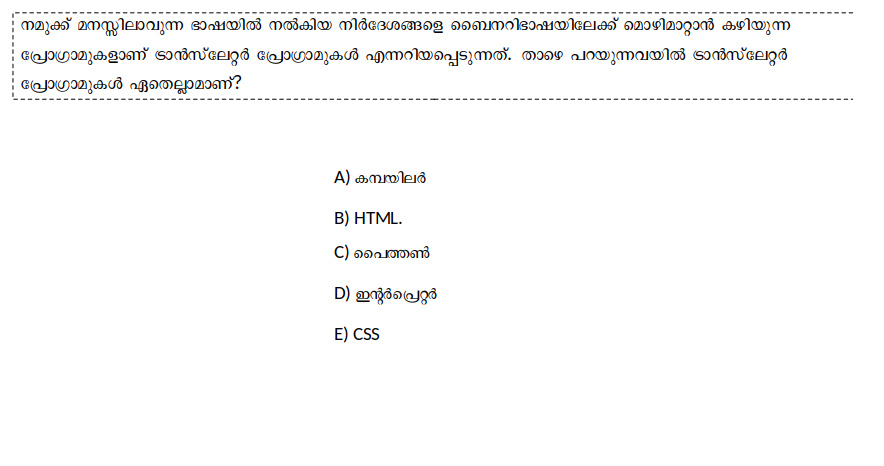 നമുക്ക് മനസ്സിലാവുന്ന ഭാഷയിൽ നൽകിയ നിർദേശങ്ങളെ ബൈനറിഭാഷയിലേക്ക് മൊഴിമാറ്റാൻ കഴിയുന്ന
പ്രോഗ്രാമുകളാണ് ട്രാൻസ്‌ലേറ്റർ പ്രോഗ്രാമുകൾ എന്നറിയപ്പെടുന്നത്. താഴെ പറയുന്നവയിൽ ട്രാൻസ്‌ലേറ്റർ
പ്രോഗ്രാമുകൾ ഏതെല്ലാമാണ്?
A) കമ്പയിലർ
B) HTML.
C) പൈത്തൺ
D) ഇന്റർപ്രെറ്റർ
E) CSS